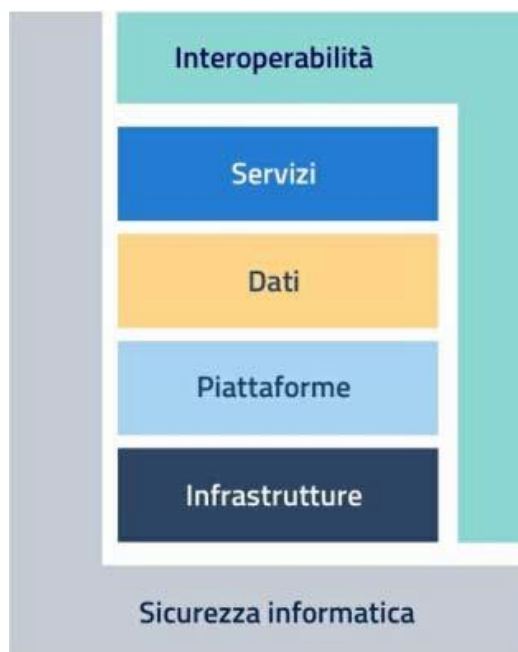 Interoperabilità
Servizi
Dati
Piattaforme
Infrastrutture
Sicurezza informatica